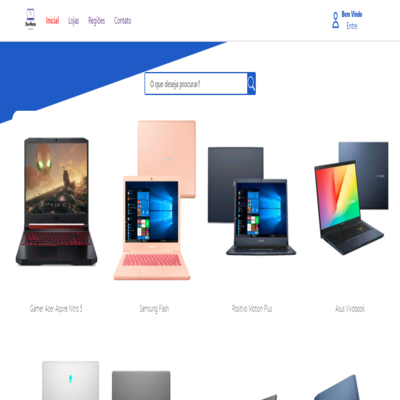 Inicial Lojas Regiões Contato
Bem Vindo
Entre
O que deseja procurar?
Gamer Acer Aspire Nitro 5
Samsung Flash
Positivo Motion Plus
Asus Vivobook